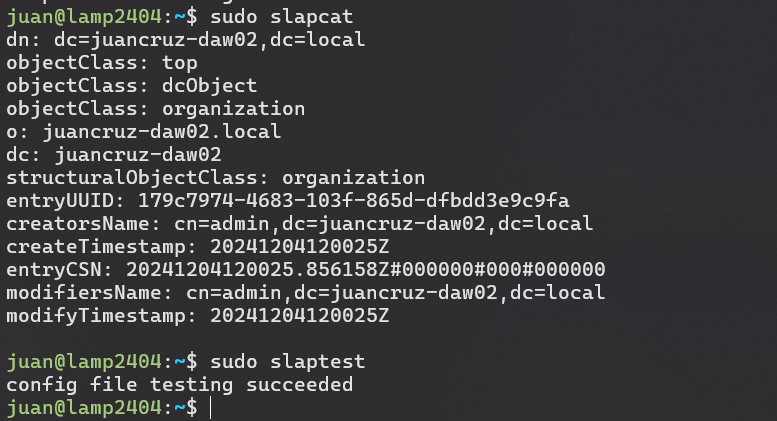 juan@lamp2404:~$ sudo slapcat
dn: dc=juancruz-daw02,dc=local
objectClass: top
objectClass: dcObject
objectClass: organization
o: juancruz-daw02.local
dc: juancruz-daw02
structuralObjectClass: organization
entryUUID: 179c7974-4683-103f-865d-dfbdd3e9c9fa
creatorsName: cn=admin,dc=juancruz-daw02,dc=local
createTimestamp: 20241204120025Z
entryCSN: 20241204120025.856158Z#000000#000#000000
modifiersName: cn=admin,dc=juancruz-daw02,dc=local
modifyTimestamp: 20241204120025Z
juan@lamp2404:~$ sudo slaptest
config file testing succeeded
juan@lamp2404:~$